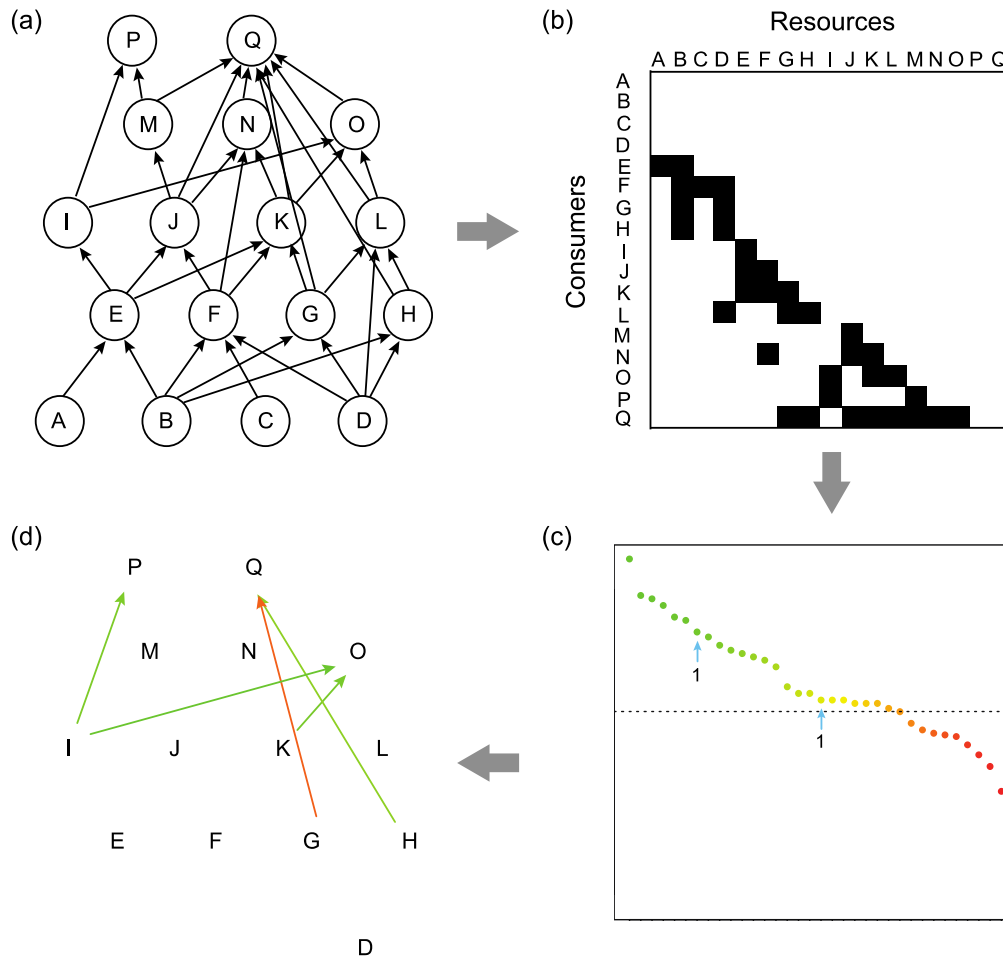 (a)
P Q
M N O
I J K L
E F G H
A B C D
(b)
Resources
A B C D E F G H I J K L M N O P Q
Consumers
A
B
C
D
E
F
G
H
I
J
K
L
M
N
O
P
Q
(d)
P Q
M N O
I J K L
E F G H
D
(c)
1
1